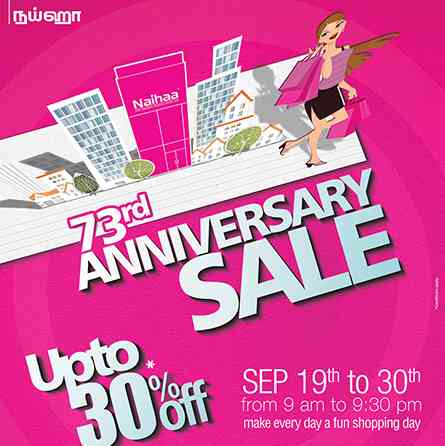 நய்ஹா
Naihaa
73rd
ANNIVERSARY
SALE
Upto
30%*off
SEP 19th to 30th
from 9 am to 9:30 pm
make every day a fun shopping day